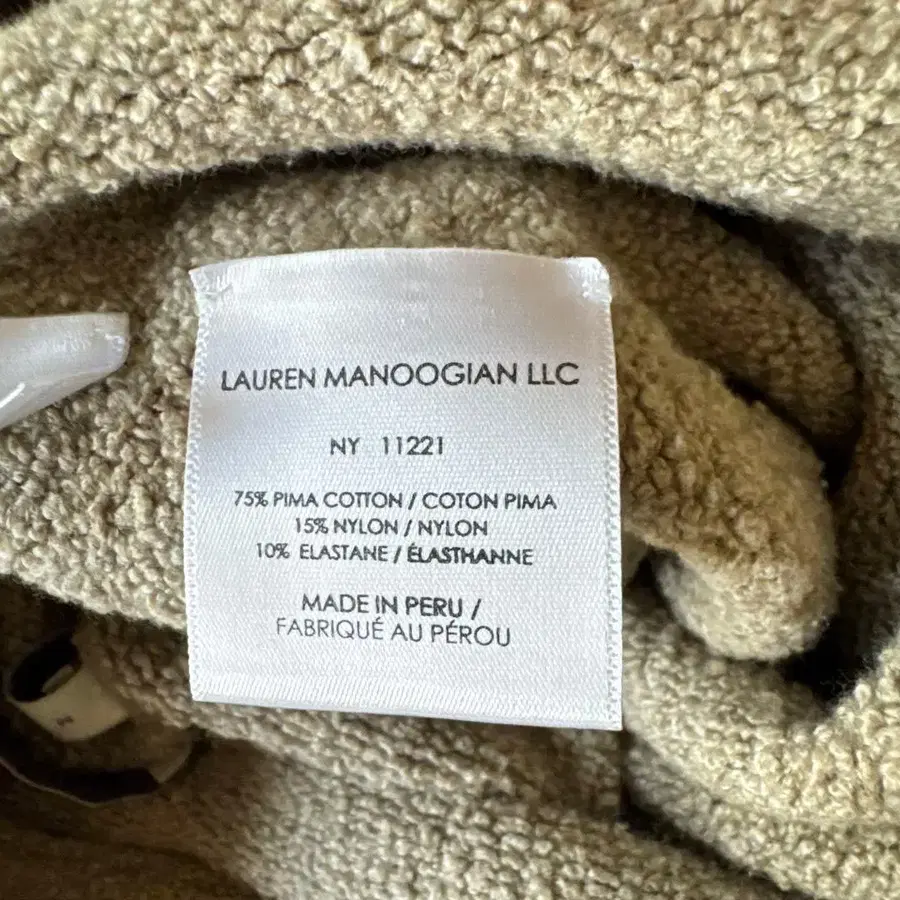 LAUREN MANOOGIAN LLC
NY 11221
75% PIMA COTTON / COTON PIMA
15% NYLON / NYLON
10% ELASTANE / ÉLASTHANNE
MADE IN PERU /
FABRIQUÉ AU PÉROU